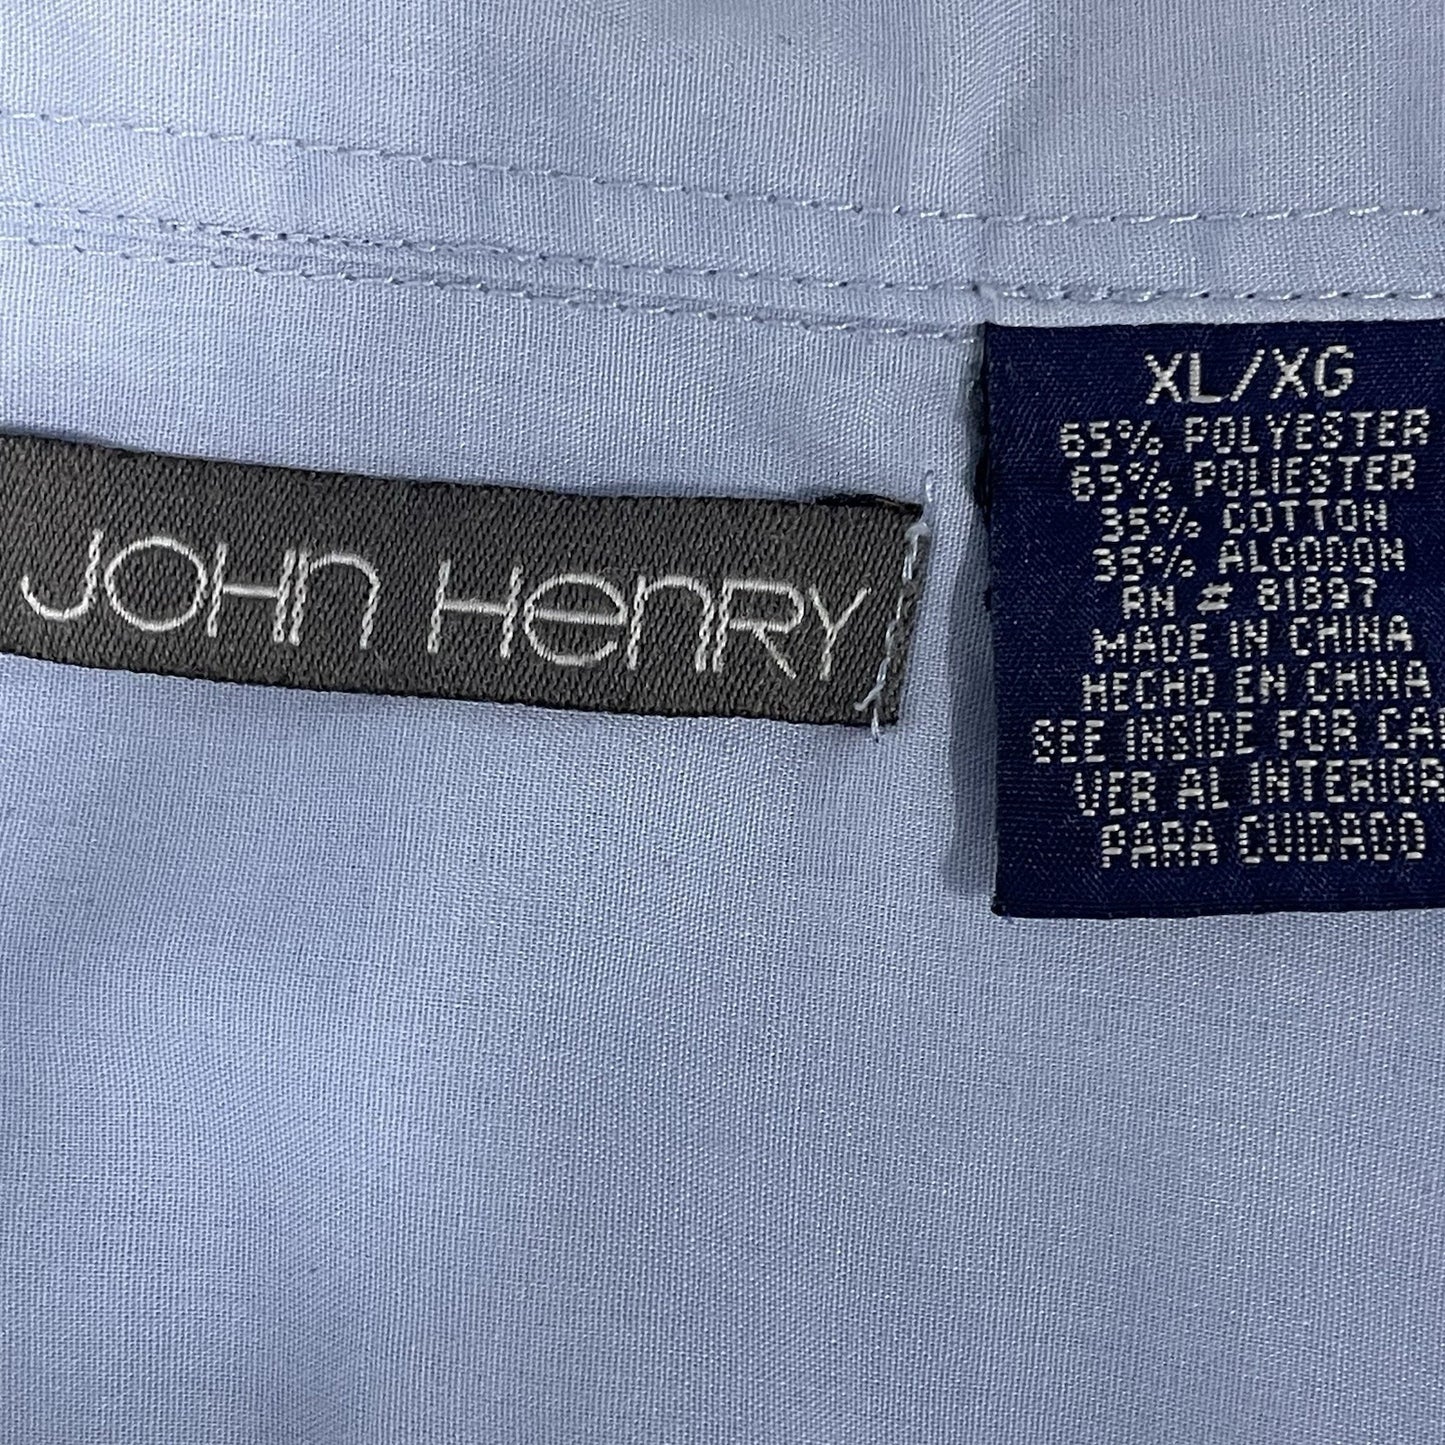 JOHN HENRY
XL/XG
65% POLYESTER
65% POLIESTER
35% COTTON
35% ALGODON
RN # 81897
MADE IN CHINA
HECHO EN CHINA
SEE INSIDE FOR
VER AL INTERIOR
PARA CUIDADO